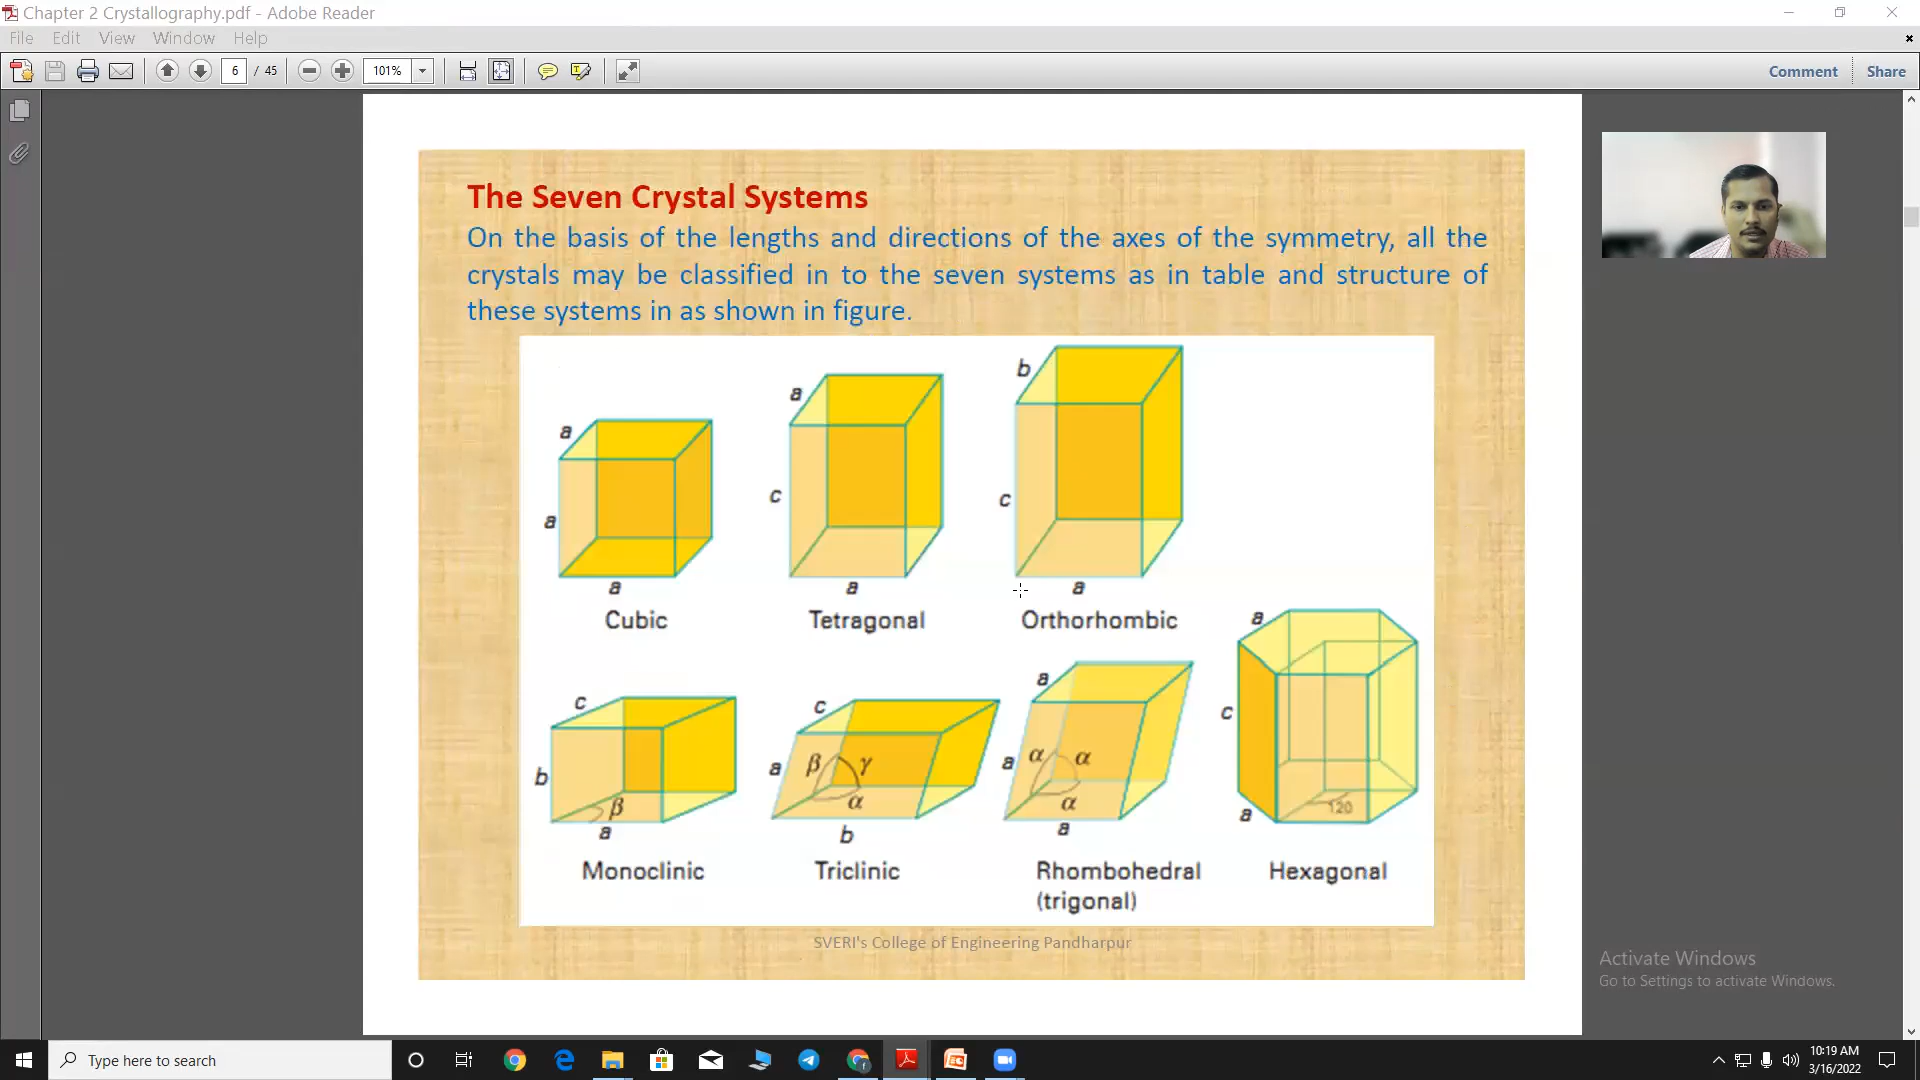 Chapter 2 Crystallography.pdf - Adobe Reader
File Edit View Window Help
6 / 45 101% Comment Share
The Seven Crystal Systems
On the basis of the lengths and directions of the axes of the symmetry, all the
crystals may be classified in to the seven systems as in table and structure of
these systems in as shown in figure.
a a a
Cubic
a c a
Tetragonal
b c a
Orthorhombic
c b β a
Monoclinic
c a β γ α b
Triclinic
a a α α α a
Rhombohedral
(trigonal)
a c a 120
Hexagonal
SVERI's College of Engineering Pandharpur
Activate Windows
Go to Settings to activate Windows.
Type here to search
10:19 AM
3/16/2022